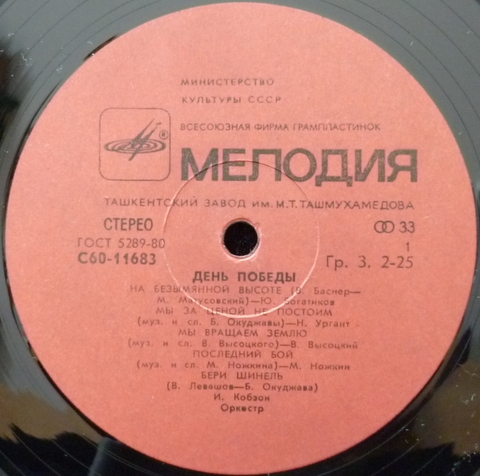 МИНИСТЕРСТВО
КУЛЬТУРЫ СССР
ВСЕСОЮЗНАЯ ФИРМА ГРАМПЛАСТИНОК
МЕЛОДИЯ
ТАШКЕНТСКИЙ ЗАВОД ИМ. М.Т. ТАШМУХАМЕДОВА
СТЕРЕО 33
ГОСТ 5289-80 1
С60-11683 Гр. 3. 2-25
ДЕНЬ ПОБЕДЫ
НА БЕЗЫМЯННОЙ ВЫСОТЕ (В. Баснер—
М. Матусовский)—Ю. Богатиков
МЫ ЗА ЦЕНОЙ НЕ ПОСТОИМ
(муз. и сл. Б. Окуджавы)—Н. Ургант
МЫ ВРАЩАЕМ ЗЕМЛЮ
(муз. и сл. В. Высоцкого)—В. Высоцкий
ПОСЛЕДНИЙ БОЙ
(муз. и сл. М. Ножкина)—М. Ножкин
БЕРИ ШИНЕЛЬ
(В. Левашов—Б. Окуджава)
И. Кобзон
Оркестр